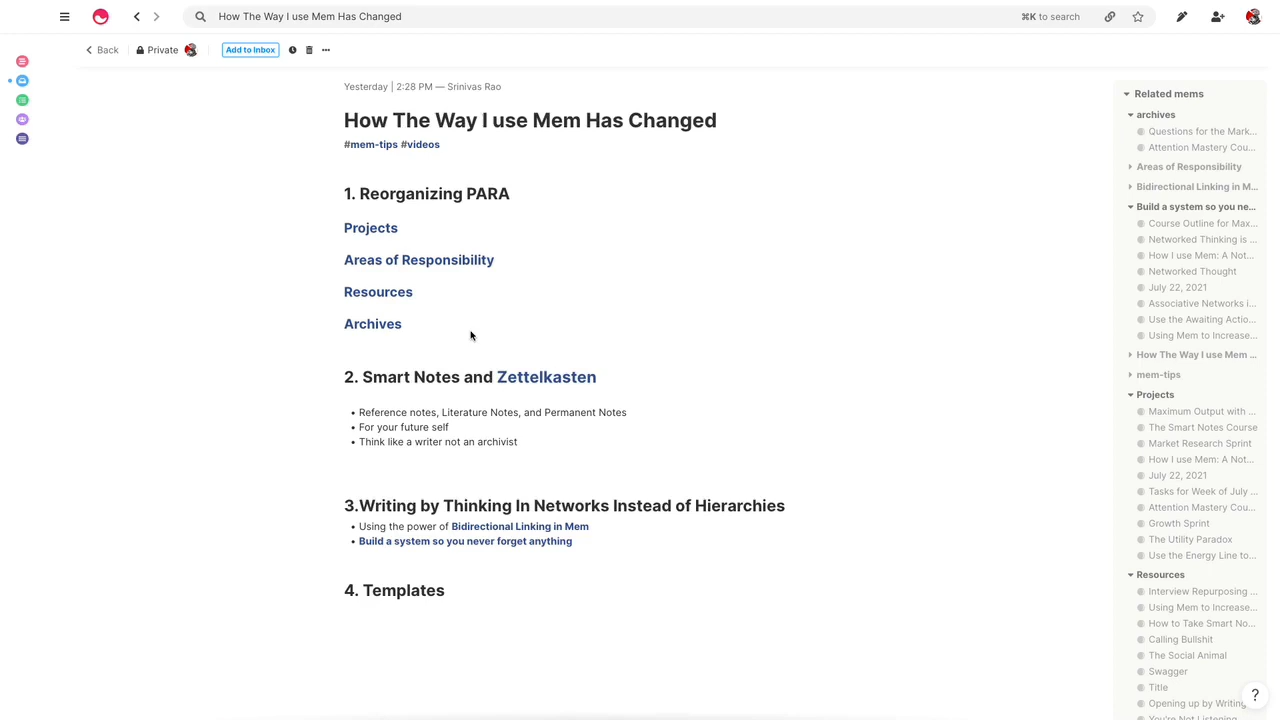 How The Way I use Mem Has Changed
⌘K to search
Back
Private
Add to Inbox
Yesterday | 2:28 PM — Srinivas Rao
How The Way I use Mem Has Changed
#mem-tips #videos
1. Reorganizing PARA
Projects
Areas of Responsibility
Resources
Archives
2. Smart Notes and Zettelkasten
• Reference notes, Literature Notes, and Permanent Notes
• For your future self
• Think like a writer not an archivist
3.Writing by Thinking In Networks Instead of Hierarchies
• Using the power of Bidirectional Linking in Mem
• Build a system so you never forget anything
4. Templates
Related mems
archives
Questions for the Mark...
Attention Mastery Cou...
Areas of Responsibility
Bidirectional Linking in M...
Build a system so you ne...
Course Outline for Max...
Networked Thinking is ...
How I use Mem: A Not...
Networked Thought
July 22, 2021
Associative Networks i...
Use the Awaiting Actio...
Using Mem to Increase...
How The Way I use Mem ...
mem-tips
Projects
Maximum Output with ...
The Smart Notes Course
Market Research Sprint
How I use Mem: A Not...
July 22, 2021
Tasks for Week of July ...
Attention Mastery Cou...
Growth Sprint
The Utility Paradox
Use the Energy Line to...
Resources
Interview Repurposing ...
Using Mem to Increase...
How to Take Smart No...
Calling Bullshit
The Social Animal
Swagger
Title
Opening up by Writing
You're Not Listening
?